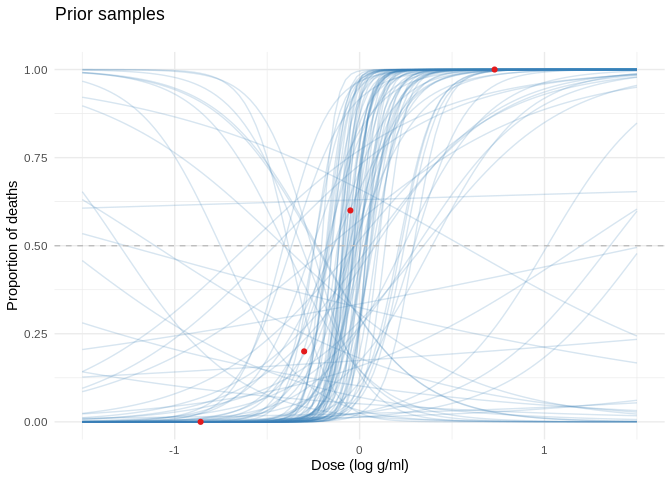 Prior samples
1.00
0.75
0.50
0.25
0.00
Proportion of deaths
-1
0
1
Dose (log g/ml)